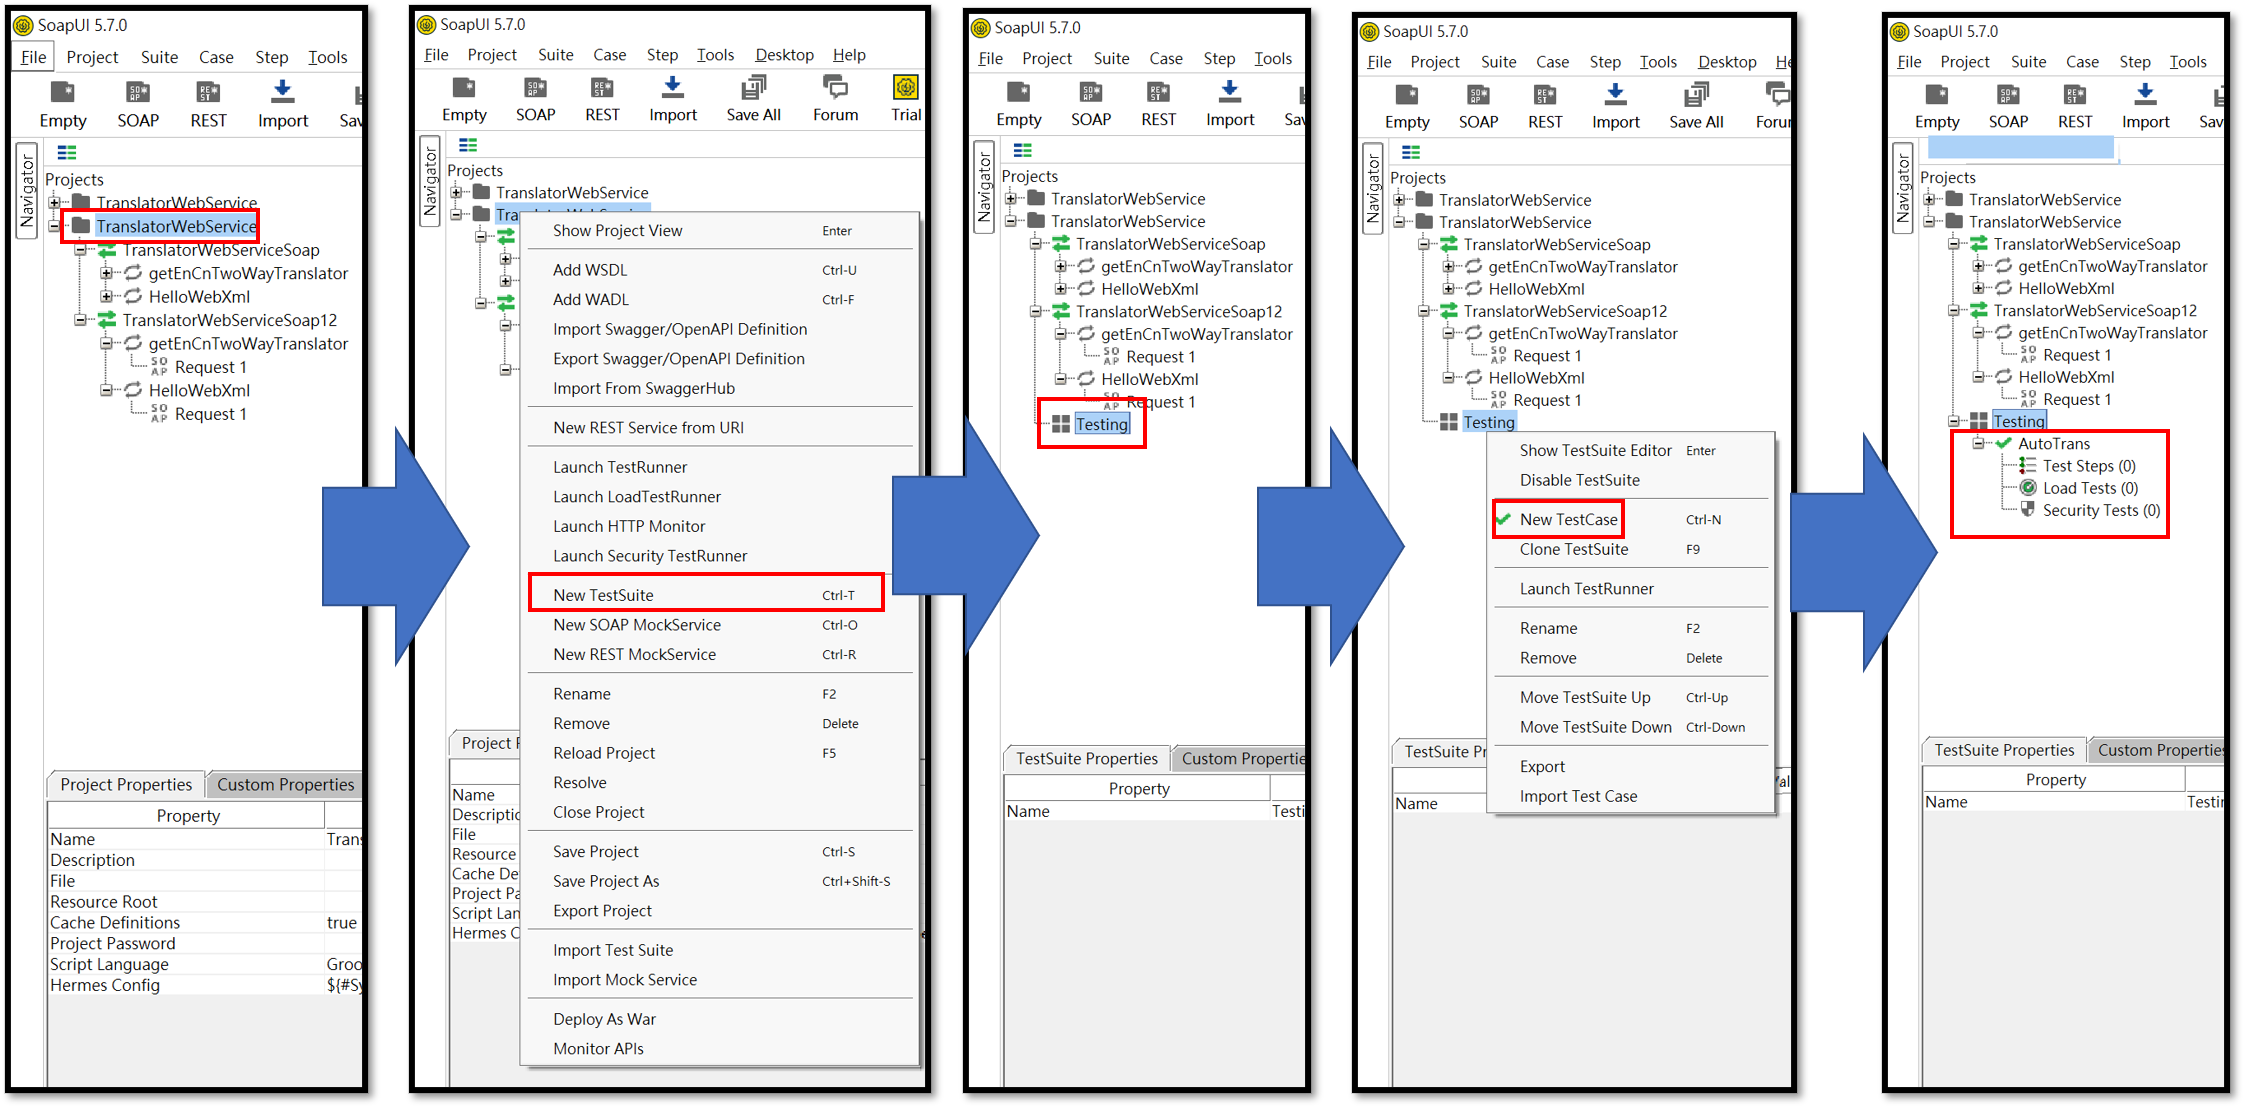 SoapUI 5.7.0
File Project Suite Case Step Tools
Empty SOAP REST Import Sav
Navigator
Projects
TranslatorWebService
TranslatorWebService
TranslatorWebServiceSoap
getEnCnTwoWayTranslator
HelloWebXml
TranslatorWebServiceSoap12
getEnCnTwoWayTranslator
Request 1
HelloWebXml
Request 1
Project Properties Custom Properties
Property
Name Trans
Description
File
Resource Root
Cache Definitions true
Project Password
Script Language Groo
Hermes Config ${#Sy
SoapUI 5.7.0
File Project Suite Case Step Tools Desktop Help
Empty SOAP REST Import Save All Forum Trial
Navigator
Projects
TranslatorWebService
Show Project View Enter
Add WSDL Ctrl-U
Add WADL Ctrl-F
Import Swagger/OpenAPI Definition
Export Swagger/OpenAPI Definition
Import From SwaggerHub
New REST Service from URI
Launch TestRunner
Launch LoadTestRunner
Launch HTTP Monitor
Launch Security TestRunner
New TestSuite Ctrl-T
New SOAP MockService Ctrl-O
New REST MockService Ctrl-R
Rename F2
Remove Delete
Reload Project F5
Resolve
Close Project
Save Project Ctrl-S
Save Project As Ctrl+Shift-S
Export Project
Import Test Suite
Import Mock Service
Deploy As War
Monitor APIs
Project P
Name
Descriptic
File
Resource
Cache De
Project Pa
Script Lan
Hermes C
SoapUI 5.7.0
File Project Suite Case Step Tools
Empty SOAP REST Import Sav
Navigator
Projects
TranslatorWebService
TranslatorWebService
TranslatorWebServiceSoap
getEnCnTwoWayTranslator
HelloWebXml
TranslatorWebServiceSoap12
getEnCnTwoWayTranslator
Request 1
HelloWebXml
Request 1
Testing
TestSuite Properties Custom Propertie
Property
Name Testi
SoapUI 5.7.0
File Project Suite Case Step Tools Desktop He
Empty SOAP REST Import Save All Forum
Navigator
Projects
TranslatorWebService
TranslatorWebService
TranslatorWebServiceSoap
getEnCnTwoWayTranslator
HelloWebXml
TranslatorWebServiceSoap12
getEnCnTwoWayTranslator
Request 1
HelloWebXml
Request 1
Testing
Show TestSuite Editor Enter
Disable TestSuite
New TestCase Ctrl-N
Clone TestSuite F9
Launch TestRunner
Rename F2
Remove Delete
Move TestSuite Up Ctrl-Up
Move TestSuite Down Ctrl-Down
Export
Import Test Case
TestSuite Pr
Name
SoapUI 5.7.0
File Project Suite Case Step Tools
Empty SOAP REST Import Sav
Navigator
Projects
TranslatorWebService
TranslatorWebService
TranslatorWebServiceSoap
getEnCnTwoWayTranslator
HelloWebXml
TranslatorWebServiceSoap12
getEnCnTwoWayTranslator
Request 1
HelloWebXml
Request 1
Testing
AutoTrans
Test Steps (0)
Load Tests (0)
Security Tests (0)
TestSuite Properties Custom Properties
Property
Name Testin